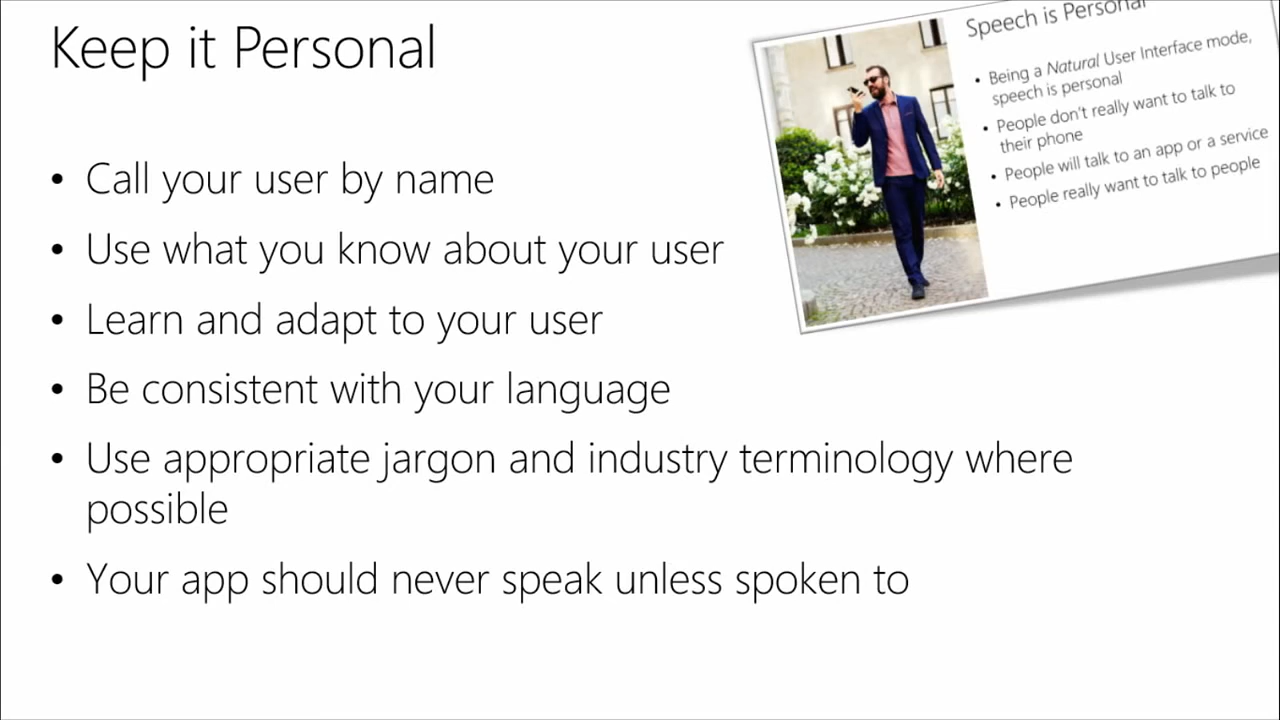 Keep it Personal
• Call your user by name
• Use what you know about your user
• Learn and adapt to your user
• Be consistent with your language
• Use appropriate jargon and industry terminology where
possible
• Your app should never speak unless spoken to
Speech is Personal
• Being a Natural User Interface mode,
speech is personal
• People don't really want to talk to
their phone
• People will talk to an app or a service
• People really want to talk to people